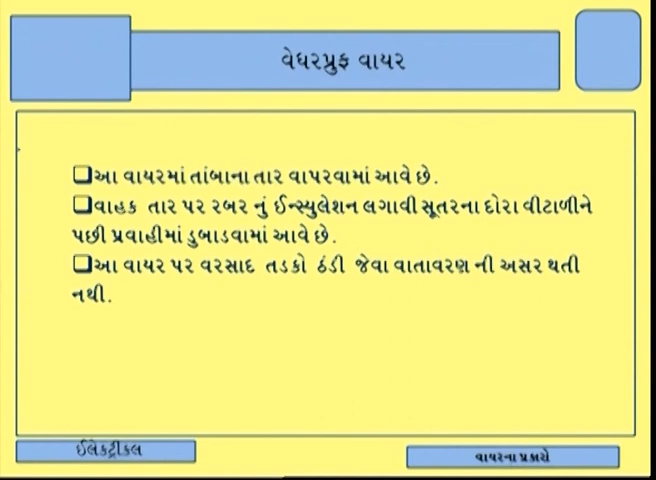 વેધરપ્રુફ વાયર
❑આ વાયરમાં તાંબાના તાર વાપરવામાં આવે છે.
❑વાહક તાર પર રબર નું ઈન્સ્યુલેશન લગાવી સૂતરના દોરા વીટાળીને
પછી પ્રવાહીમાં ડુબાડવામાં આવે છે.
❑આ વાયર પર વરસાદ તડકો ઠંડી જેવા વાતાવરણ ની અસર થતી
નથી.
ઈલેક્ટ્રીકલ
વાયરના પ્રકારો